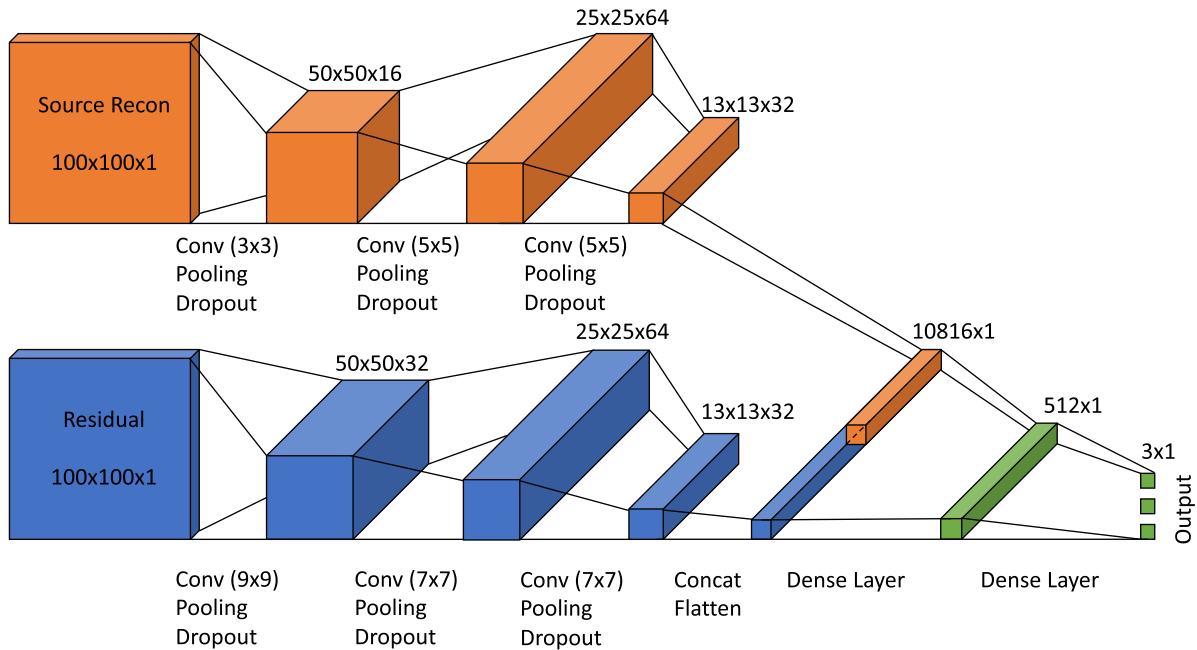 25x25x64
50x50x16
13x13x32
Source Recon
100x100x1
Conv (3x3)
Pooling
Dropout
Conv (5x5)
Pooling
Dropout
Conv (5x5)
Pooling
Dropout
25x25x64
50x50x32
13x13x32
10816x1
512x1
3x1
Residual
100x100x1
Output
Conv (9x9)
Pooling
Dropout
Conv (7x7)
Pooling
Dropout
Conv (7x7)
Pooling
Dropout
Concat
Flatten
Dense Layer
Dense Layer